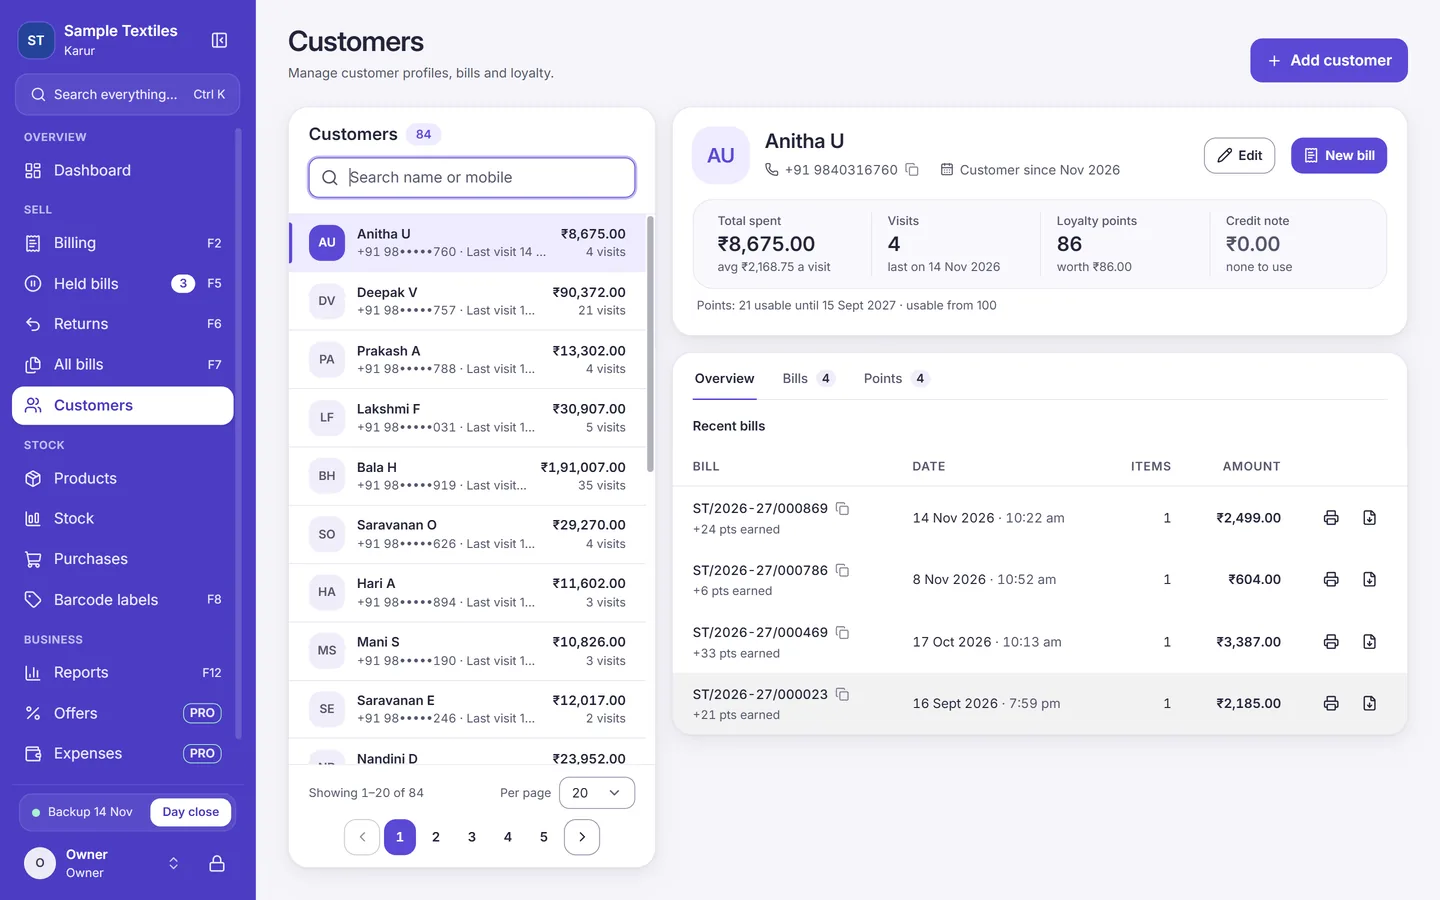 ST
Sample Textiles
Karur
Search everything... Ctrl K
OVERVIEW
Dashboard
SELL
Billing F2
Held bills 3 F5
Returns F6
All bills F7
Customers
STOCK
Products
Stock
Purchases
Barcode labels F8
BUSINESS
Reports F12
Offers PRO
Expenses PRO
Backup 14 Nov Day close
O
Owner
Owner
Customers
Manage customer profiles, bills and loyalty.
+ Add customer
Customers 84
Search name or mobile
AU Anitha U ₹8,675.00
+91 98•••••760 · Last visit 14 ... 4 visits
DV Deepak V ₹90,372.00
+91 98•••••757 · Last visit 1... 21 visits
PA Prakash A ₹13,302.00
+91 98•••••788 · Last visit 1... 4 visits
LF Lakshmi F ₹30,907.00
+91 98•••••031 · Last visit 1... 5 visits
BH Bala H ₹1,91,007.00
+91 98•••••919 · Last visit... 35 visits
SO Saravanan O ₹29,270.00
+91 98•••••626 · Last visit 1... 4 visits
HA Hari A ₹11,602.00
+91 98•••••894 · Last visit 1... 3 visits
MS Mani S ₹10,826.00
+91 98•••••190 · Last visit 1... 3 visits
SE Saravanan E ₹12,017.00
+91 98•••••246 · Last visit 1... 2 visits
Nandini D ₹23,952.00
Showing 1–20 of 84 Per page 20
1 2 3 4 5
AU
Anitha U
+91 9840316760 Customer since Nov 2026
Edit
New bill
Total spent
₹8,675.00
avg ₹2,168.75 a visit
Visits
4
last on 14 Nov 2026
Loyalty points
86
worth ₹86.00
Credit note
₹0.00
none to use
Points: 21 usable until 15 Sept 2027 · usable from 100
Overview Bills 4 Points 4
Recent bills
BILL DATE ITEMS AMOUNT
ST/2026-27/000869 14 Nov 2026 · 10:22 am 1 ₹2,499.00
+24 pts earned
ST/2026-27/000786 8 Nov 2026 · 10:52 am 1 ₹604.00
+6 pts earned
ST/2026-27/000469 17 Oct 2026 · 10:13 am 1 ₹3,387.00
+33 pts earned
ST/2026-27/000023 16 Sept 2026 · 7:59 pm 1 ₹2,185.00
+21 pts earned